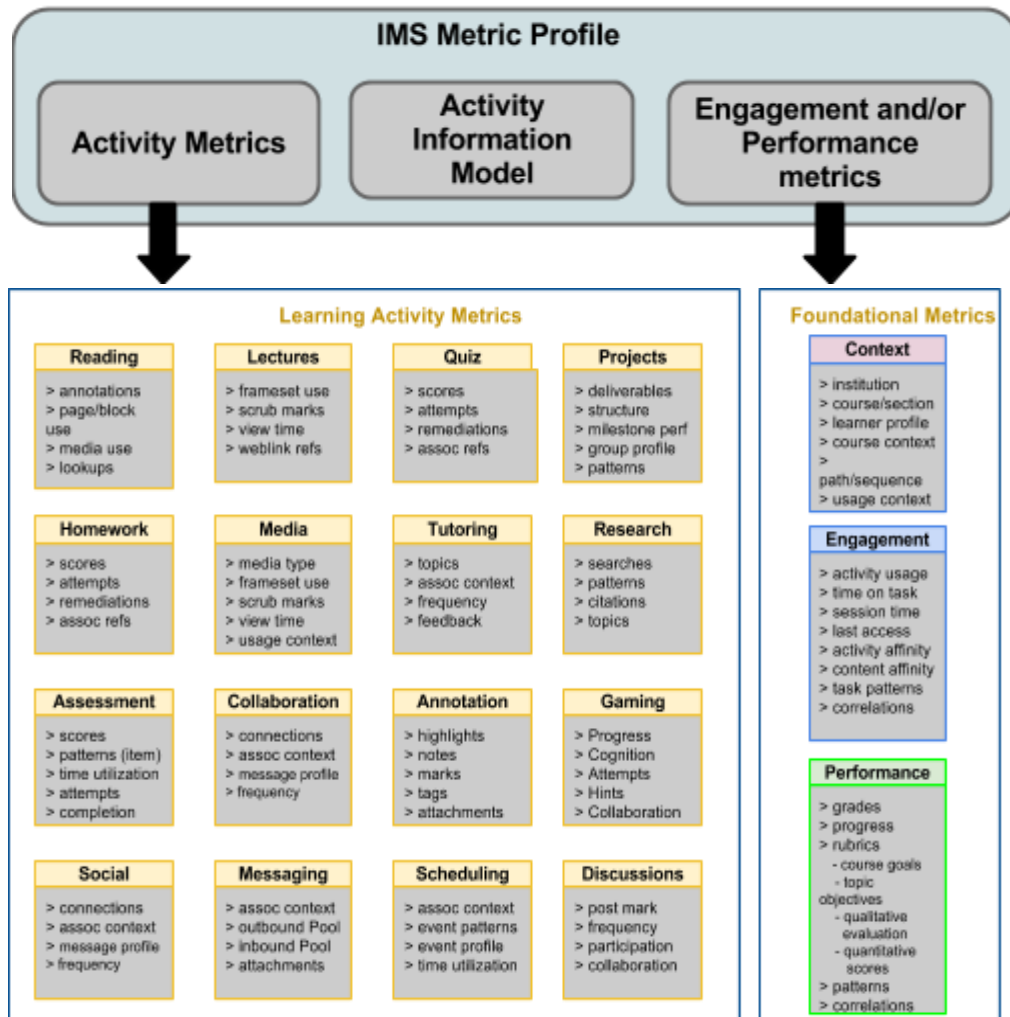 IMS Metric Profile
Activity Metrics
Activity
Information
Model
Engagement and/or
Performance
metrics
Learning Activity Metrics
Reading
> annotations
> page/block
use
> media use
> lookups
Lectures
> frameset use
> scrub marks
> view time
> weblink refs
Quiz
> scores
> attempts
> remediations
> assoc refs
Projects
> deliverables
> structure
> milestone perf
> group profile
> patterns
Homework
> scores
> attempts
> remediations
> assoc refs
Media
> media type
> frameset use
> scrub marks
> view time
> usage context
Tutoring
> topics
> assoc context
> frequency
> feedback
Research
> searches
> patterns
> citations
> topics
Assessment
> scores
> patterns (item)
> time utilization
> attempts
> completion
Collaboration
> connections
> assoc context
> message profile
> frequency
Annotation
> highlights
> notes
> marks
> tags
> attachments
Gaming
> Progress
> Cognition
> Attempts
> Hints
> Collaboration
Social
> connections
> assoc context
> message profile
> frequency
Messaging
> assoc context
> outbound Pool
> inbound Pool
> attachments
Scheduling
> assoc context
> event patterns
> event profile
> time utilization
Discussions
> post mark
> frequency
> participation
> collaboration
Foundational Metrics
Context
> institution
> course/section
> learner profile
> course context
>
path/sequence
> usage context
Engagement
> activity usage
> time on task
> session time
> last access
> activity affinity
> content affinity
> task patterns
> correlations
Performance
> grades
> progress
> rubrics
- course goals
- topic
objectives
- qualitative
evaluation
- quantitative
scores
> patterns
> correlations